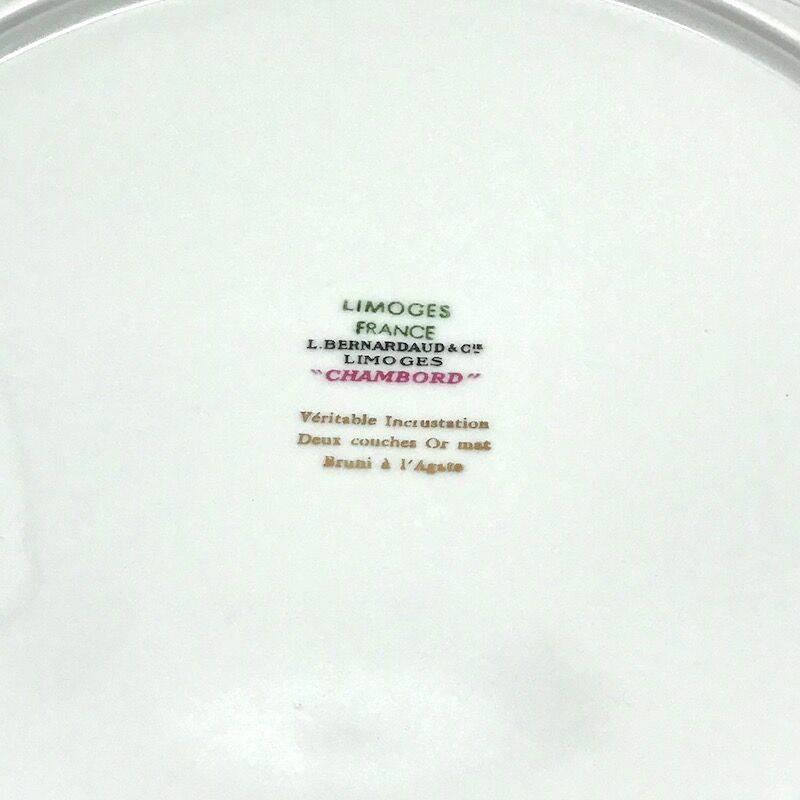 LIMOGES
FRANCE
L.BERNARDAUD & Cie
LIMOGES
"CHAMBORD"
Véritable Incrustation
Deux couches Or mat
Bruni à l'Agate